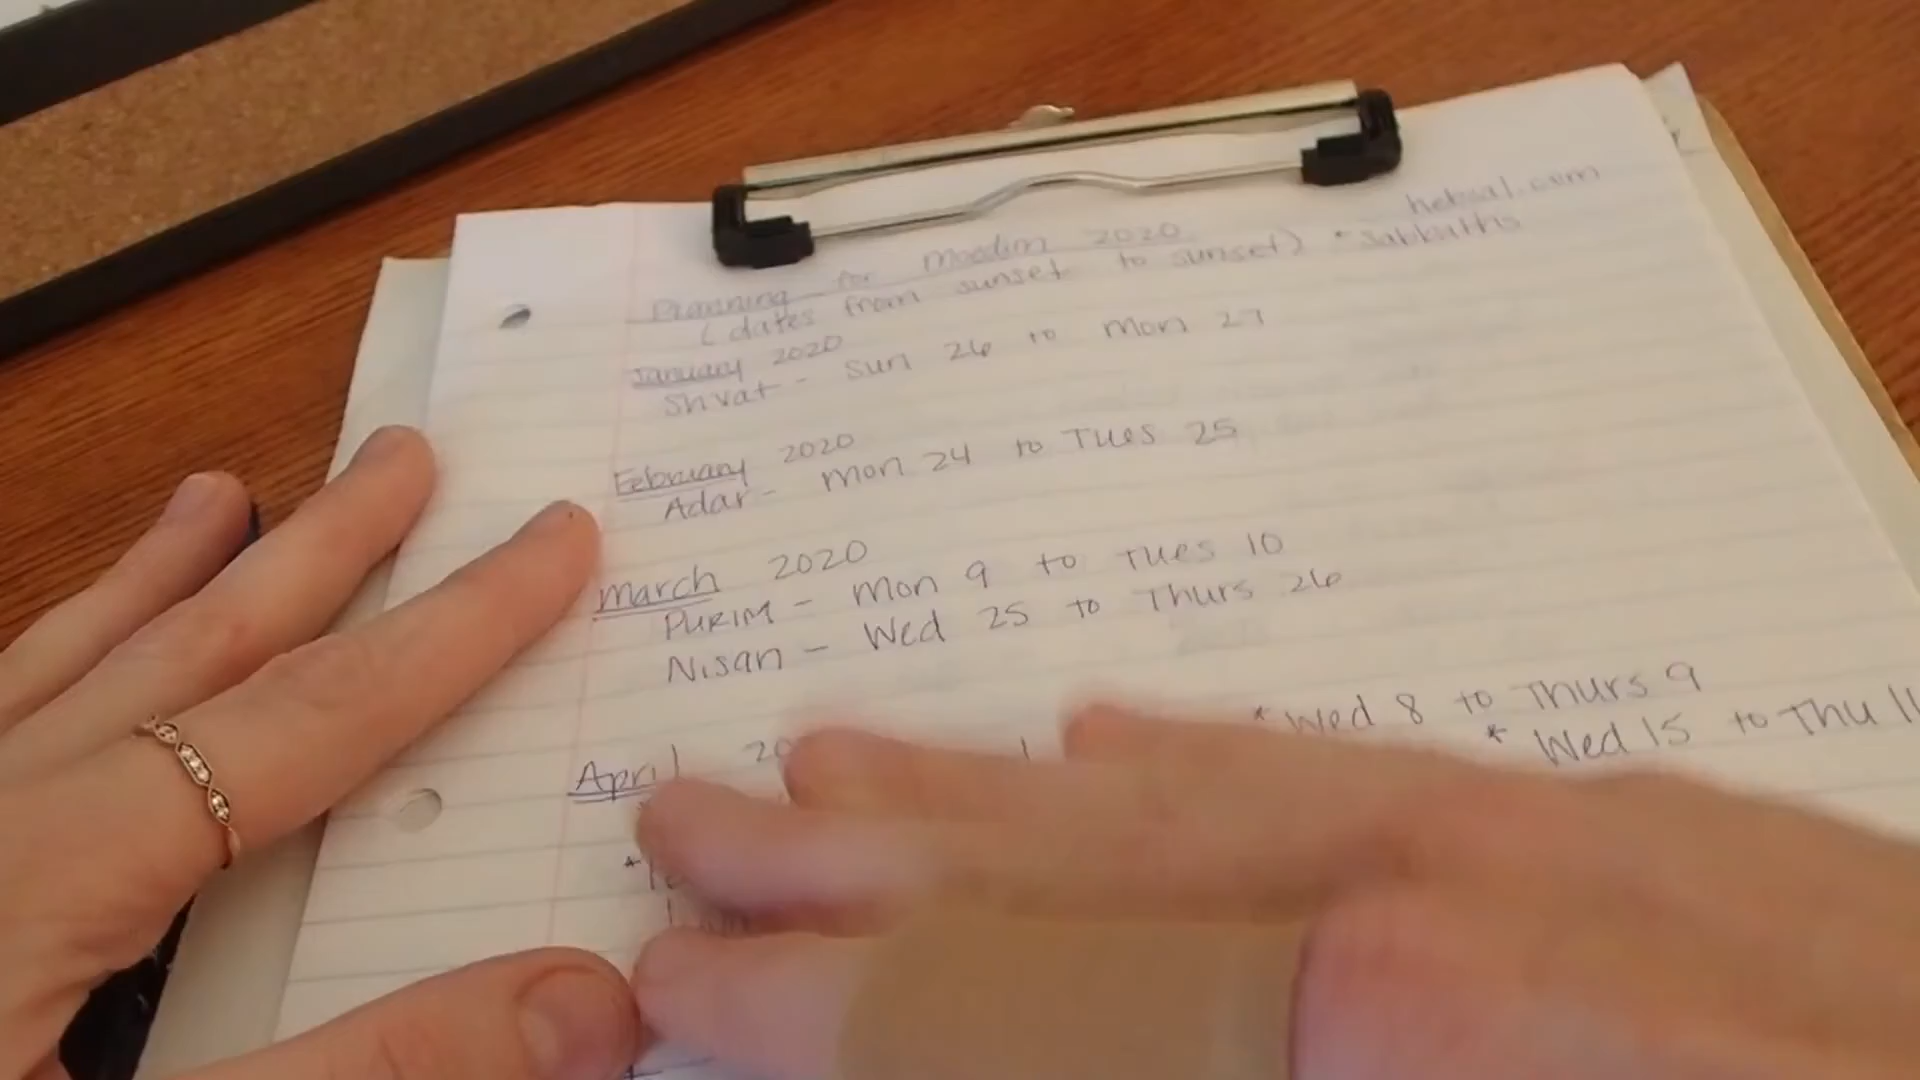 hebcal.com
Planning for Moedim 2020
(dates from sunset to sunset) *Sabbaths
January 2020
Shvat - Sun 26 to Mon 27
February 2020
Adar - Mon 24 to Tues 25
March 2020
PURIM - Mon 9 to Tues 10
Nisan - Wed 25 to Thurs 26
April 20
*Wed 8 to Thurs 9
* Wed 15 to Thu